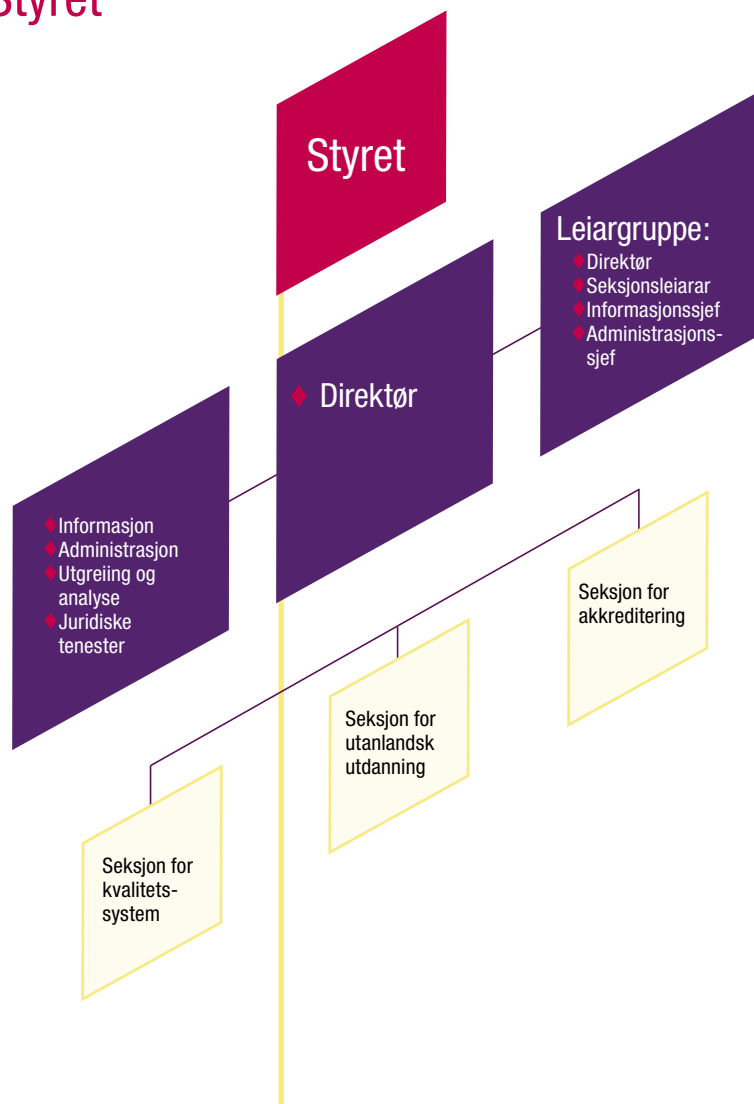 Styret
Styret
Leiargruppe:
♦Direktør
♦Seksjonsleiarar
♦Informasjonssjef
♦Administrasjons-
sjef
♦ Direktør
♦Informasjon
♦Administrasjon
♦Utgreiing og
analyse
♦Juridiske
tenester
Seksjon for
akkreditering
Seksjon for
utanlandsk
utdanning
Seksjon for
kvalitets-
system